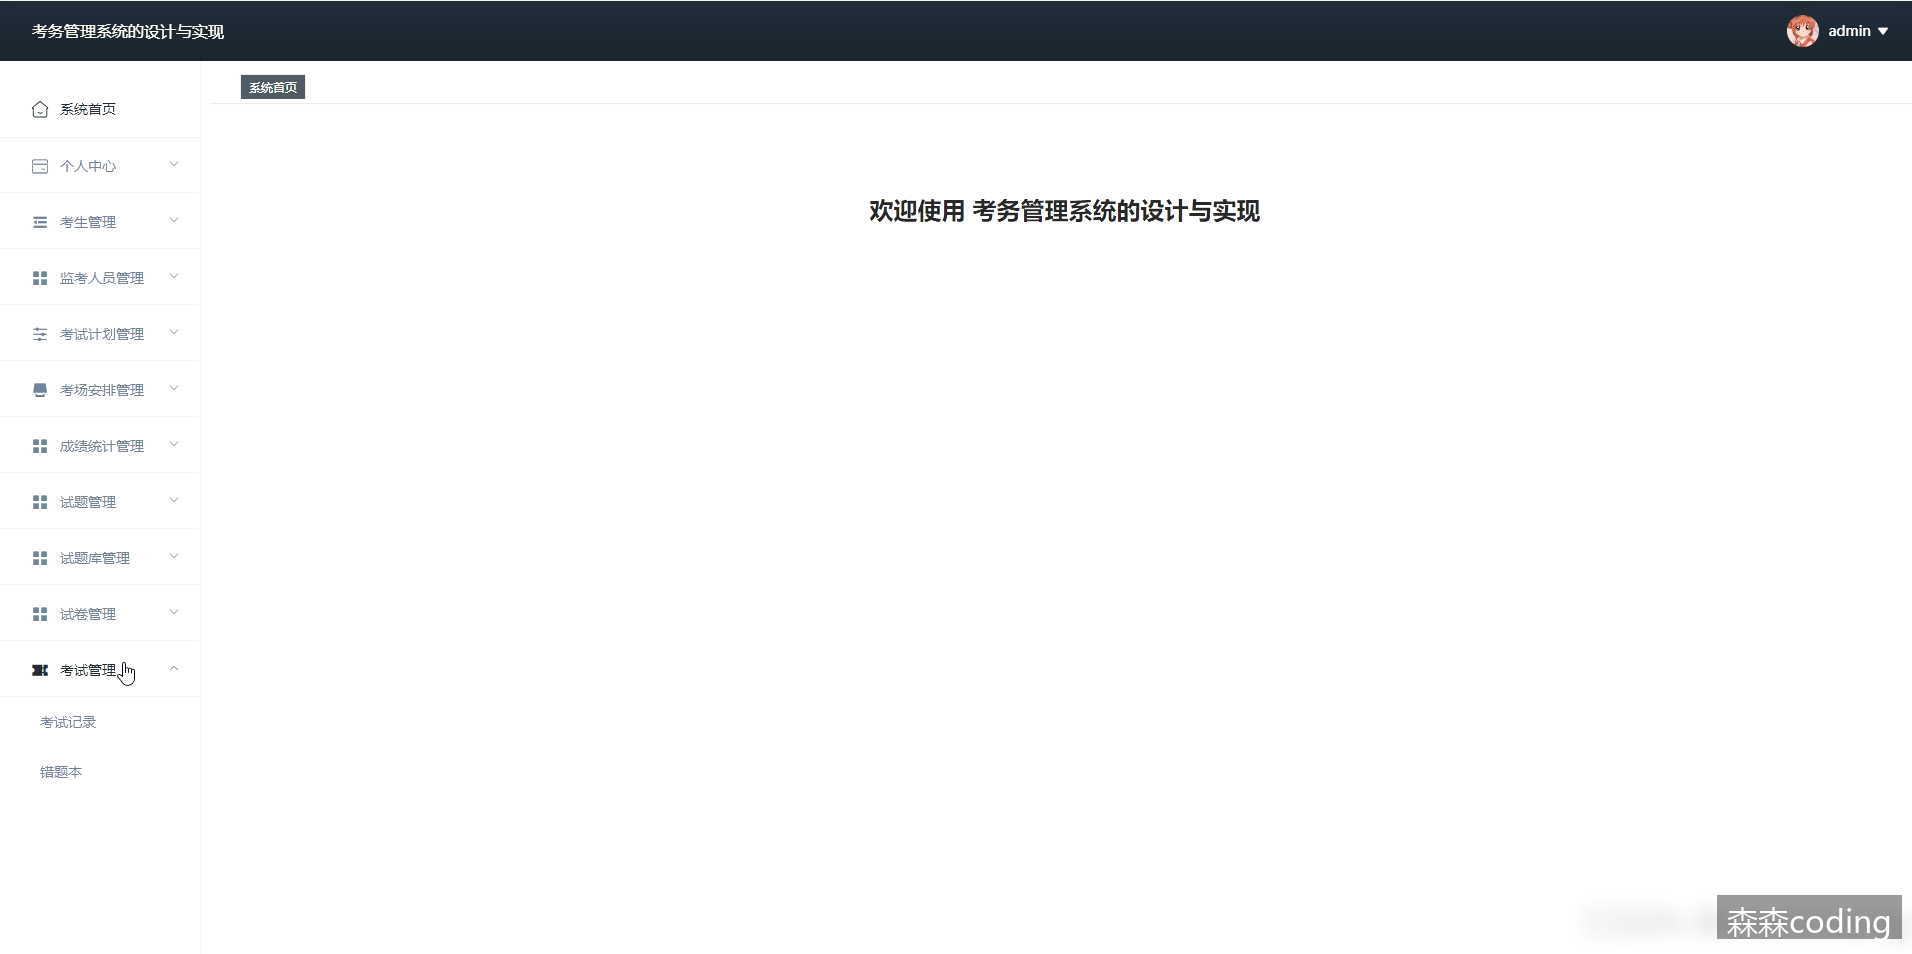 考务管理系统的设计与实现
admin
系统首页
系统首页
个人中心
考生管理
监考人员管理
考试计划管理
考场安排管理
成绩统计管理
试题管理
试题库管理
试卷管理
考试管理
考试记录
错题本
欢迎使用 考务管理系统的设计与实现
森森coding